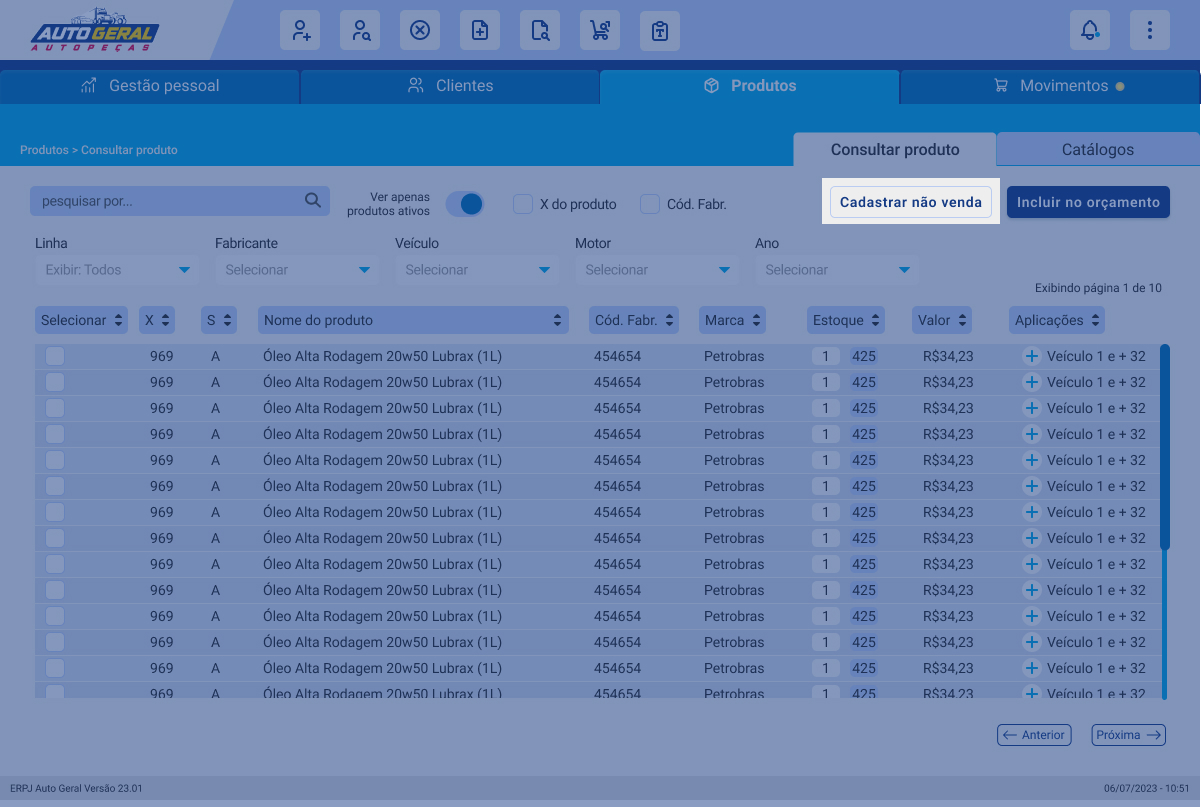 AUTO GERAL
AUTOPEÇAS
Gestão pessoal
Clientes
Produtos
Movimentos
Produtos > Consultar produto
Consultar produto
Catálogos
pesquisar por...
Ver apenas
produtos ativos
X do produto
Cód. Fabr.
Cadastrar não venda
Incluir no orçamento
Linha Fabricante Veículo Motor Ano
Exibir: Todos Selecionar Selecionar Selecionar Selecionar
Exibindo página 1 de 10
Selecionar X S Nome do produto Cód. Fabr. Marca Estoque Valor Aplicações
969 A Óleo Alta Rodagem 20w50 Lubrax (1L) 454654 Petrobras 1 425 R$34,23 + Veículo 1 e + 32
969 A Óleo Alta Rodagem 20w50 Lubrax (1L) 454654 Petrobras 1 425 R$34,23 + Veículo 1 e + 32
969 A Óleo Alta Rodagem 20w50 Lubrax (1L) 454654 Petrobras 1 425 R$34,23 + Veículo 1 e + 32
969 A Óleo Alta Rodagem 20w50 Lubrax (1L) 454654 Petrobras 1 425 R$34,23 + Veículo 1 e + 32
969 A Óleo Alta Rodagem 20w50 Lubrax (1L) 454654 Petrobras 1 425 R$34,23 + Veículo 1 e + 32
969 A Óleo Alta Rodagem 20w50 Lubrax (1L) 454654 Petrobras 1 425 R$34,23 + Veículo 1 e + 32
969 A Óleo Alta Rodagem 20w50 Lubrax (1L) 454654 Petrobras 1 425 R$34,23 + Veículo 1 e + 32
969 A Óleo Alta Rodagem 20w50 Lubrax (1L) 454654 Petrobras 1 425 R$34,23 + Veículo 1 e + 32
969 A Óleo Alta Rodagem 20w50 Lubrax (1L) 454654 Petrobras 1 425 R$34,23 + Veículo 1 e + 32
969 A Óleo Alta Rodagem 20w50 Lubrax (1L) 454654 Petrobras 1 425 R$34,23 + Veículo 1 e + 32
969 A Óleo Alta Rodagem 20w50 Lubrax (1L) 454654 Petrobras 1 425 R$34,23 + Veículo 1 e + 32
969 A Óleo Alta Rodagem 20w50 Lubrax (1L) 454654 Petrobras 1 425 R$34,23 + Veículo 1 e + 32
969 A Óleo Alta Rodagem 20w50 Lubrax (1L) 454654 Petrobras 1 425 R$34,23 + Veículo 1 e + 32
969 A Óleo Alta Rodagem 20w50 Lubrax (1L) 454654 Petrobras 1 425 R$34,23 + Veículo 1 e + 32
← Anterior
Próxima →
ERPJ Auto Geral Versão 23.01
06/07/2023 - 10:51